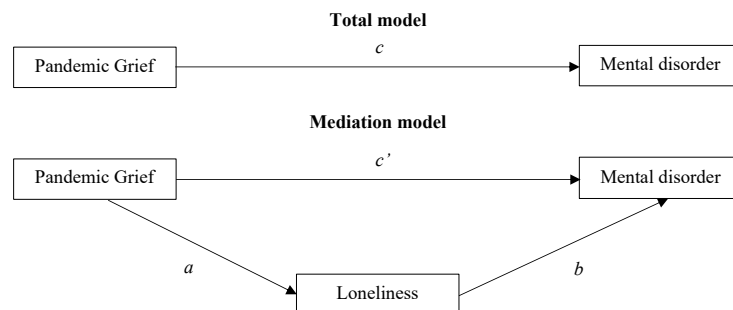 Total model
c
Pandemic Grief
Mental disorder
Mediation model
c’
Pandemic Grief
Mental disorder
a
b
Loneliness